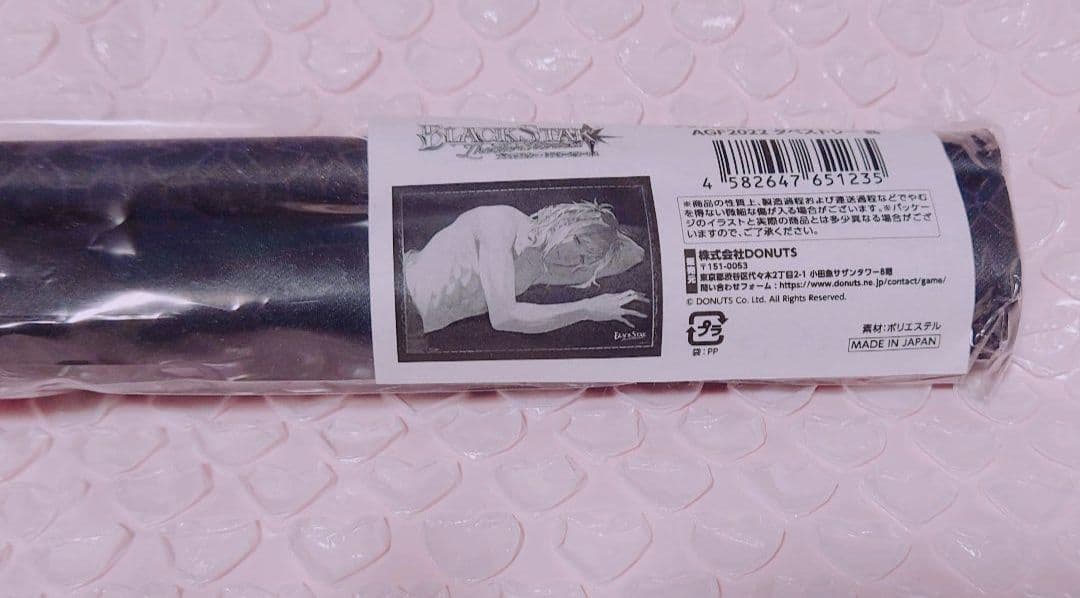 BLACKSTAR
AGF2022 タペストリー
4 582647 651235
※商品の性質上、製造過程および運送過程などでやむ
を得ない微細な傷が入る場合がございます。※パッケー
ジのイラストと実際の商品とは多少異なる場合がござ
いますので、ご了承ください。
発売元
株式会社DONUTS
〒151-0053
東京都渋谷区代々木2丁目2-1 小田急サザンタワー8階
問い合わせフォーム：https://www.donuts.ne.jp/contact/game/
© DONUTS Co. Ltd. All Rights Reserved.
プラ
袋：PP
素材：ポリエステル
MADE IN JAPAN
BLACKSTAR